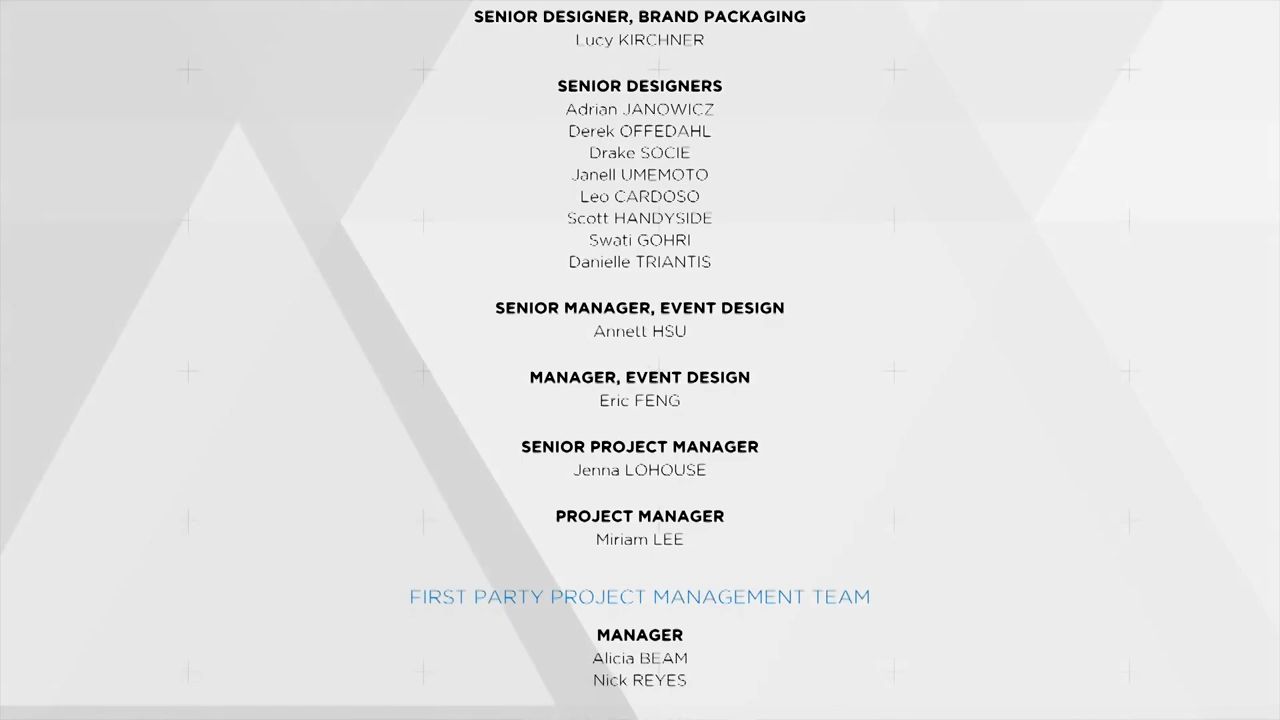 SENIOR DESIGNER, BRAND PACKAGING
Lucy KIRCHNER
SENIOR DESIGNERS
Adrian JANOWICZ
Derek OFFEDAHL
Drake SOCIE
Janell UMEMOTO
Leo CARDOSO
Scott HANDYSIDE
Swati GOHRI
Danielle TRIANTIS
SENIOR MANAGER, EVENT DESIGN
Annett HSU
MANAGER, EVENT DESIGN
Eric FENG
SENIOR PROJECT MANAGER
Jenna LOHOUSE
PROJECT MANAGER
Miriam LEE
FIRST PARTY PROJECT MANAGEMENT TEAM
MANAGER
Alicia BEAM
Nick REYES